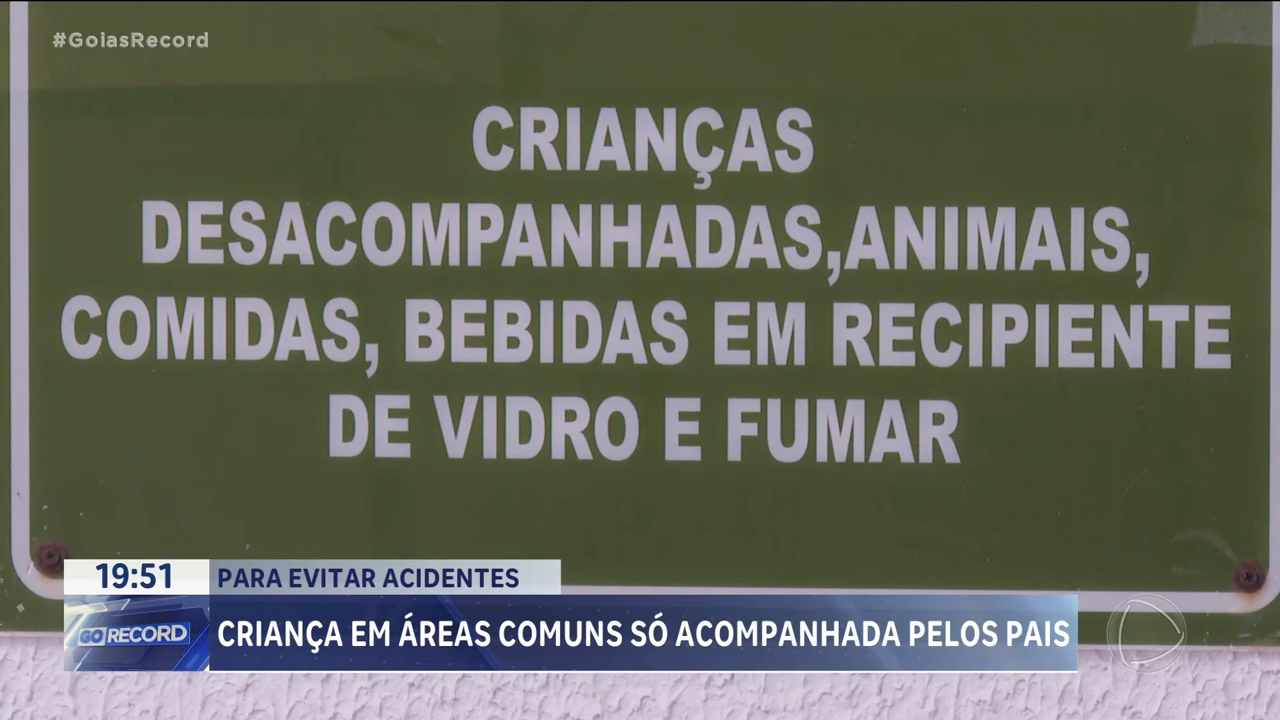 #GoiasRecord
CRIANÇAS
DESACOMPANHADAS,ANIMAIS,
COMIDAS, BEBIDAS EM RECIPIENTE
DE VIDRO E FUMAR
19:51 PARA EVITAR ACIDENTES
GO RECORD CRIANÇA EM ÁREAS COMUNS SÓ ACOMPANHADA PELOS PAIS